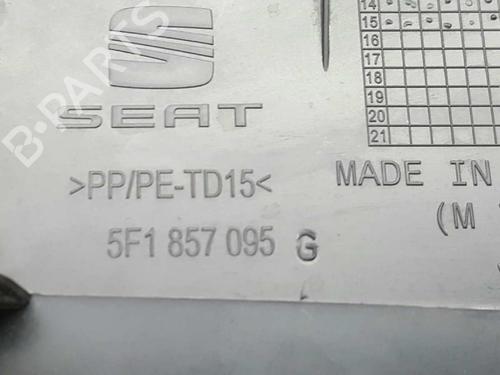 14
15
16
17
18
19
20
21
SEAT
>PP/PE-TD15<
MADE IN
(M
5F1 857 095 G
B-PARTS